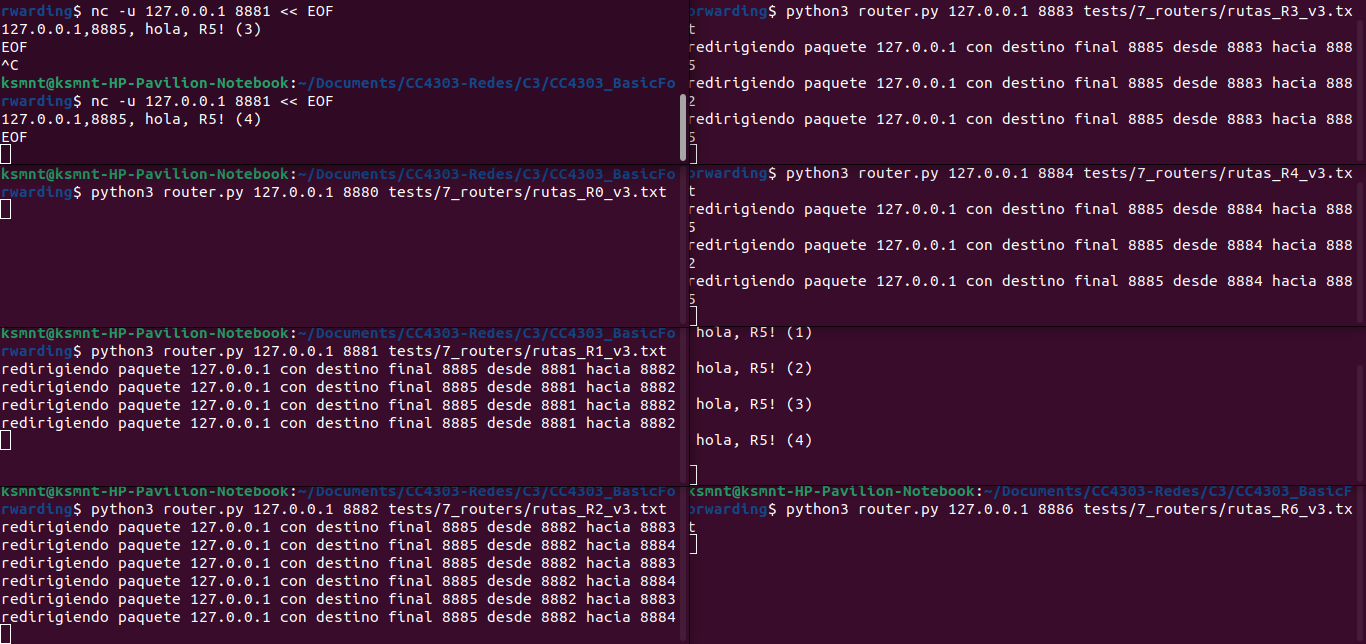 rwarding$ nc -u 127.0.0.1 8881 << EOF
127.0.0.1,8885, hola, R5! (3)
EOF
^C
ksmnt@ksmnt-HP-Pavilion-Notebook:~/Documents/CC4303-Redes/C3/CC4303_BasicFo
rwarding$ nc -u 127.0.0.1 8881 << EOF
127.0.0.1,8885, hola, R5! (4)
EOF
ksmnt@ksmnt-HP-Pavilion-Notebook:~/Documents/CC4303-Redes/C3/CC4303_BasicFo
rwarding$ python3 router.py 127.0.0.1 8880 tests/7_routers/rutas_R0_v3.txt
ksmnt@ksmnt-HP-Pavilion-Notebook:~/Documents/CC4303-Redes/C3/CC4303_BasicFo
rwarding$ python3 router.py 127.0.0.1 8881 tests/7_routers/rutas_R1_v3.txt
redirigiendo paquete 127.0.0.1 con destino final 8885 desde 8881 hacia 8882
redirigiendo paquete 127.0.0.1 con destino final 8885 desde 8881 hacia 8882
redirigiendo paquete 127.0.0.1 con destino final 8885 desde 8881 hacia 8882
redirigiendo paquete 127.0.0.1 con destino final 8885 desde 8881 hacia 8882
ksmnt@ksmnt-HP-Pavilion-Notebook:~/Documents/CC4303-Redes/C3/CC4303_BasicFo
rwarding$ python3 router.py 127.0.0.1 8882 tests/7_routers/rutas_R2_v3.txt
redirigiendo paquete 127.0.0.1 con destino final 8885 desde 8882 hacia 8883
redirigiendo paquete 127.0.0.1 con destino final 8885 desde 8882 hacia 8884
redirigiendo paquete 127.0.0.1 con destino final 8885 desde 8882 hacia 8883
redirigiendo paquete 127.0.0.1 con destino final 8885 desde 8882 hacia 8884
redirigiendo paquete 127.0.0.1 con destino final 8885 desde 8882 hacia 8883
redirigiendo paquete 127.0.0.1 con destino final 8885 desde 8882 hacia 8884
orwarding$ python3 router.py 127.0.0.1 8883 tests/7_routers/rutas_R3_v3.tx
t
redirigiendo paquete 127.0.0.1 con destino final 8885 desde 8883 hacia 888
5
redirigiendo paquete 127.0.0.1 con destino final 8885 desde 8883 hacia 888
2
redirigiendo paquete 127.0.0.1 con destino final 8885 desde 8883 hacia 888
5
orwarding$ python3 router.py 127.0.0.1 8884 tests/7_routers/rutas_R4_v3.tx
t
redirigiendo paquete 127.0.0.1 con destino final 8885 desde 8884 hacia 888
5
redirigiendo paquete 127.0.0.1 con destino final 8885 desde 8884 hacia 888
2
redirigiendo paquete 127.0.0.1 con destino final 8885 desde 8884 hacia 888
5
hola, R5! (1)
hola, R5! (2)
hola, R5! (3)
hola, R5! (4)
ksmnt@ksmnt-HP-Pavilion-Notebook:~/Documents/CC4303-Redes/C3/CC4303_BasicF
orwarding$ python3 router.py 127.0.0.1 8886 tests/7_routers/rutas_R6_v3.tx
t